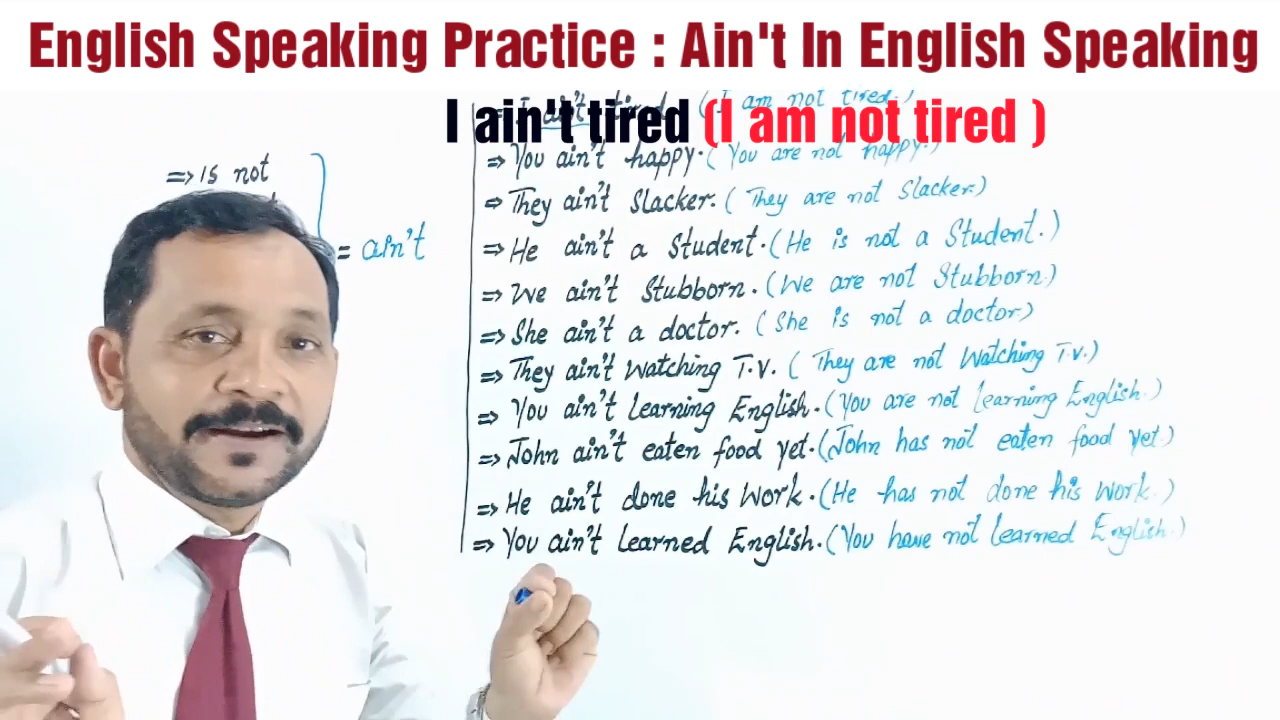 English Speaking Practice : Ain't In English Speaking
I ain't tired (I am not tired )
⇒ I ain't tired. (I am not tired.)
⇒ You ain't happy. (You are not happy.)
⇒ They ain't Slacker. (They are not Slacker.)
⇒ He ain't a Student. (He is not a Student.)
⇒ We ain't Stubborn. (We are not Stubborn.)
⇒ She ain't a doctor. (She is not a doctor)
⇒ They ain't Watching T.V. (They are not Watching T.V.)
⇒ You ain't learning English. (You are not learning English.)
⇒ John ain't eaten food yet. (John has not eaten food yet.)
⇒ He ain't done his Work. (He has not done his Work.)
⇒ You ain't learned English. (You have not learned English.)
⇒ is not
= ain't